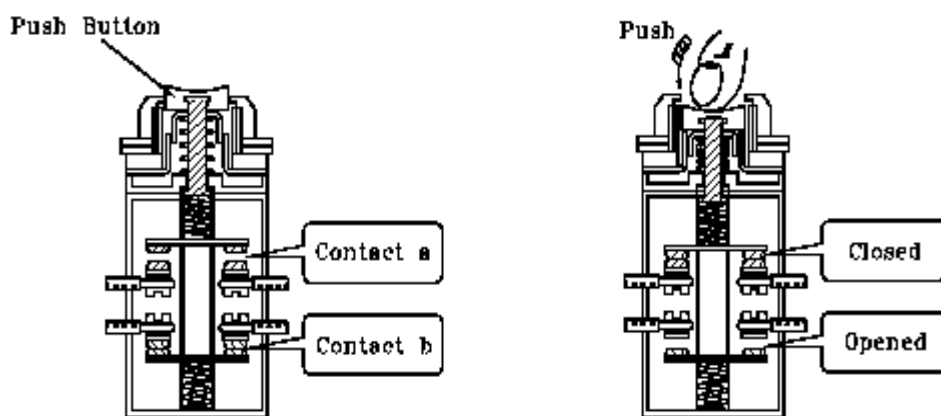 Push Button
Push
Contact a
Closed
Contact b
Opened